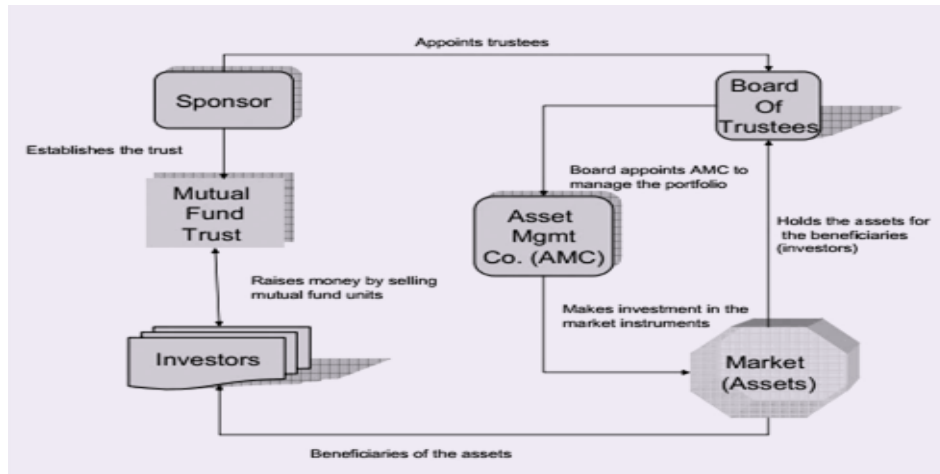 Appoints trustees
Sponsor
Board
Of
Trustees
Establishes the trust
Board appoints AMC to
manage the portfolio
Mutual
Fund
Trust
Asset
Mgmt
Co. (AMC)
Holds the assets for
the beneficiaries
(investors)
Raises money by selling
mutual fund units
Makes investment in the
market instruments
Investors
Market
(Assets)
Beneficiaries of the assets